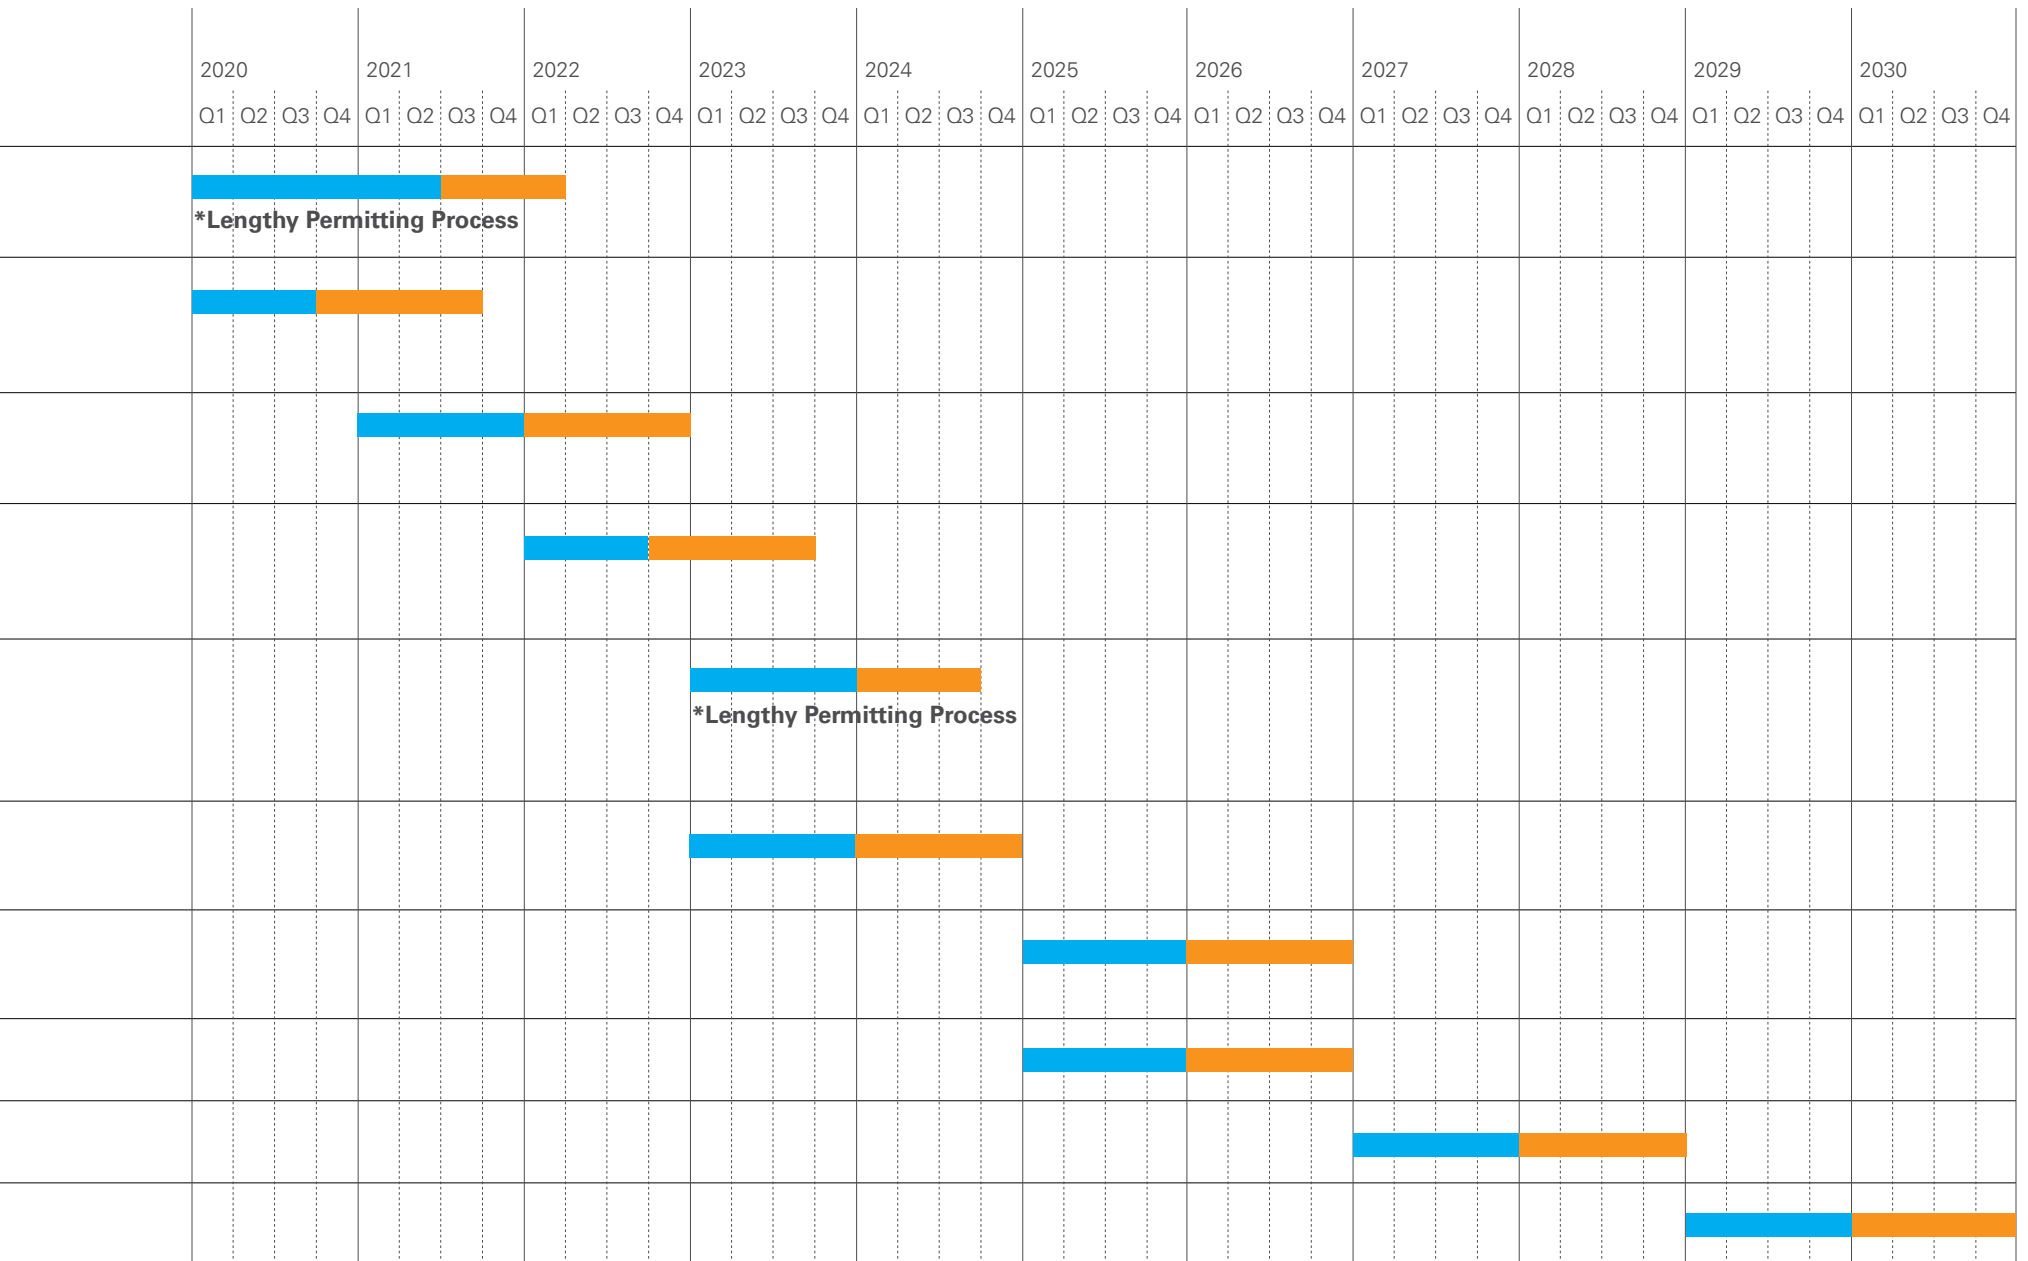 2020 2021 2022 2023 2024 2025 2026 2027 2028 2029 2030
Q1 Q2 Q3 Q4 Q1 Q2 Q3 Q4 Q1 Q2 Q3 Q4 Q1 Q2 Q3 Q4 Q1 Q2 Q3 Q4 Q1 Q2 Q3 Q4 Q1 Q2 Q3 Q4 Q1 Q2 Q3 Q4 Q1 Q2 Q3 Q4 Q1 Q2 Q3 Q4 Q1 Q2 Q3 Q4
*Lengthy Permitting Process
*Lengthy Permitting Process